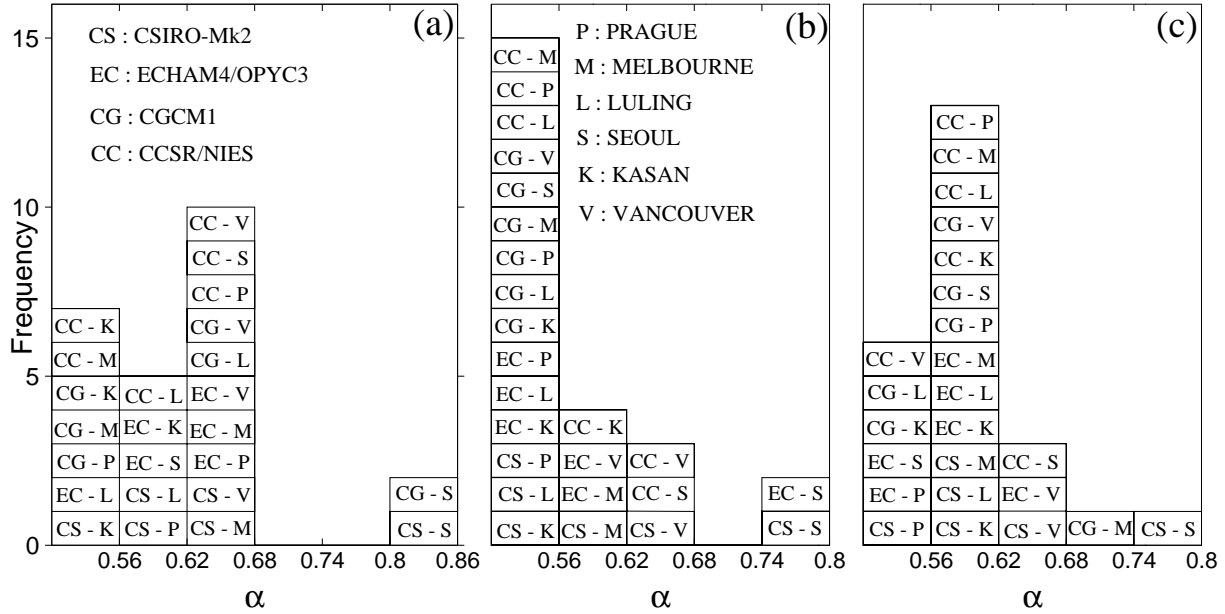 (a)
CS : CSIRO-Mk2
EC : ECHAM4/OPYC3
CG : CGCM1
CC : CCSR/NIES
Frequency
15
10
5
0
CC - K
CC - M
CG - K
CG - M
CG - P
EC - L
CS - K
CC - L
EC - K
EC - S
CS - L
CS - P
CC - V
CC - S
CC - P
CG - V
CG - L
EC - V
EC - M
EC - P
CS - V
CS - M
CG - S
CS - S
0.56 0.62 0.68 0.8 0.86
α
(b)
P : PRAGUE
M : MELBOURNE
L : LULING
S : SEOUL
K : KASAN
V : VANCOUVER
CC - M
CC - P
CC - L
CG - V
CG - S
CG - M
CG - P
CG - L
CG - K
EC - P
EC - L
EC - K
CS - P
CS - L
CS - K
CC - K
EC - V
EC - M
CS - M
CC - V
CC - S
CS - V
EC - S
CS - S
0.56 0.62 0.68 0.74 0.8
α
(c)
CC - V
CG - L
CG - K
EC - S
EC - P
CS - P
CC - P
CC - M
CC - L
CG - V
CC - K
CG - S
CG - P
EC - M
EC - L
EC - K
CS - M
CS - L
CS - K
CC - S
EC - V
CS - V
CG - M
CS - S
0.56 0.62 0.68 0.74 0.8
α